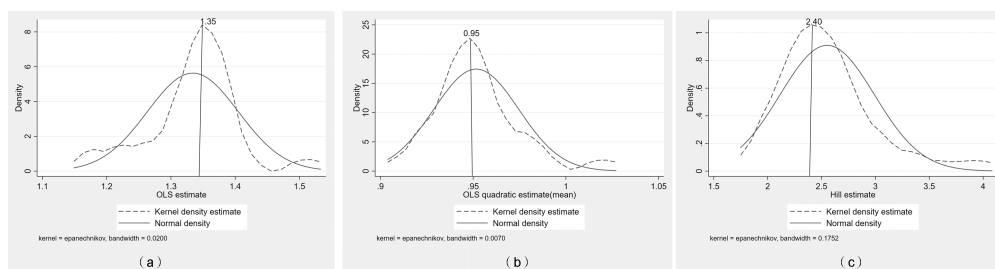 1.35
8
6
4
2
0
Density
1.1
1.2
1.3
1.4
1.5
OLS estimate
Kernel density estimate
Normal density
kernel = epanechnikov, bandwidth = 0.0200
(a)
0.95
25
20
15
10
5
0
Density
.9
.95
1
1.05
OLS quadratic estimate(mean)
Kernel density estimate
Normal density
kernel = epanechnikov, bandwidth = 0.0070
(b)
2.40
1
.8
.6
.4
.2
0
Density
1.5
2
2.5
3
3.5
4
Hill estimate
Kernel density estimate
Normal density
kernel = epanechnikov, bandwidth = 0.1752
(c)